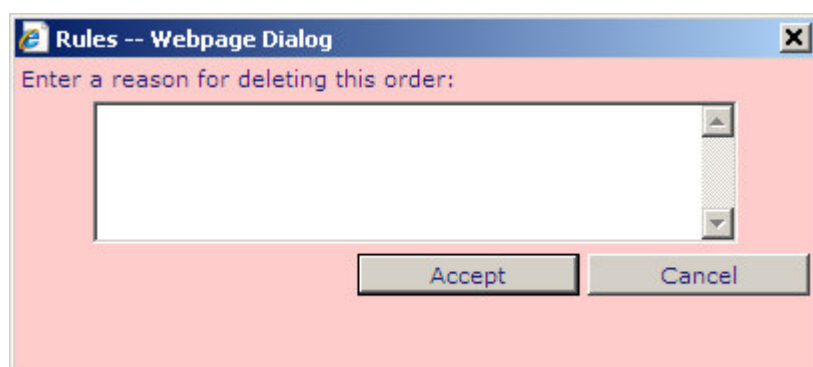 Rules -- Webpage Dialog
Enter a reason for deleting this order:
Accept Cancel